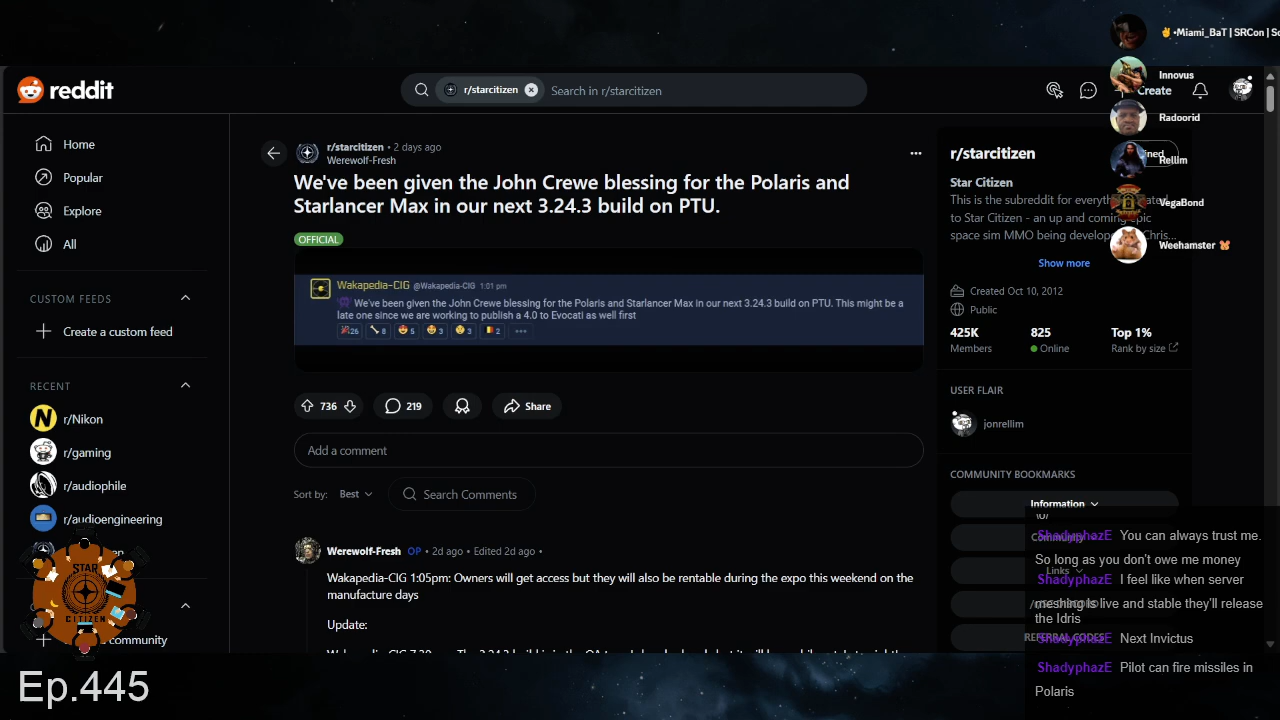 ✌️•Miami_BaT | SRCon | Sc
reddit
r/starcitizen
Search in r/starcitizen
Innovus
Create
Radoorid
Rellim
VegaBond
Weehamster 🐹
Home
Popular
Explore
All
CUSTOM FEEDS
Create a custom feed
RECENT
r/Nikon
r/gaming
r/audiophile
r/audioengineering
r/starcitizen • 2 days ago
Werewolf-Fresh
We've been given the John Crewe blessing for the Polaris and
Starlancer Max in our next 3.24.3 build on PTU.
OFFICIAL
Wakapedia-CIG @Wakapedia-CIG 1:01 pm
We've been given the John Crewe blessing for the Polaris and Starlancer Max in our next 3.24.3 build on PTU. This might be a
late one since we are working to publish a 4.0 to Evocati as well first
26 8 5 3 3 2
736
219
Share
Add a comment
Sort by: Best
Search Comments
Werewolf-Fresh OP • 2d ago • Edited 2d ago •
Wakapedia-CIG 1:05pm: Owners will get access but they will also be rentable during the expo this weekend on the
manufacture days
Update:
r/starcitizen
Star Citizen
This is the subreddit for everyth
to Star Citizen - an up and coming epic
space sim MMO being develop Chris...
Show more
Created Oct 10, 2012
Public
425K 825 Top 1%
Members Online Rank by size
USER FLAIR
jonrellim
COMMUNITY BOOKMARKS
Information
Community
Links
REFERRAL CODES
ShadyphazE You can always trust me.
So long as you don't owe me money
ShadyphazE I feel like when server
meshing is live and stable they'll release
the Idris
ShadyphazE Next Invictus
ShadyphazE Pilot can fire missiles in
Polaris
STAR
CITIZEN
Ep.445